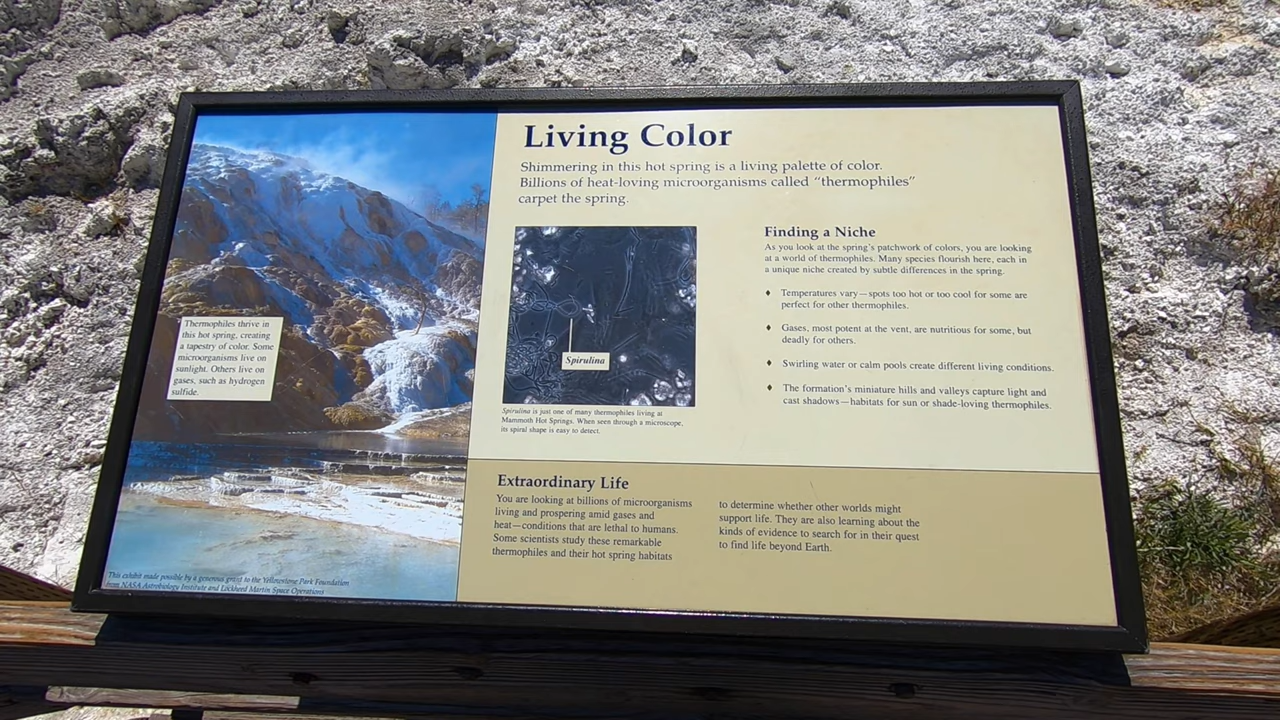 Living Color
Shimmering in this hot spring is a living palette of color.
Billions of heat-loving microorganisms called “thermophiles”
carpet the spring.
Thermophiles thrive in
this hot spring, creating
a tapestry of color. Some
microorganisms live on
sunlight. Others live on
gases, such as hydrogen
sulfide.
Spirulina
Spirulina is just one of many thermophiles living at
Mammoth Hot Springs. When seen through a microscope,
its spiral shape is easy to detect.
Finding a Niche
As you look at the spring’s patchwork of colors, you are looking
at a world of thermophiles. Many species flourish here, each in
a unique niche created by subtle differences in the spring.
♦ Temperatures vary—spots too hot or too cool for some are
perfect for other thermophiles.
♦ Gases, most potent at the vent, are nutritious for some, but
deadly for others.
♦ Swirling water or calm pools create different living conditions.
♦ The formation’s miniature hills and valleys capture light and
cast shadows—habitats for sun or shade-loving thermophiles.
Extraordinary Life
You are looking at billions of microorganisms
living and prospering amid gases and
heat—conditions that are lethal to humans.
Some scientists study these remarkable
thermophiles and their hot spring habitats
to determine whether other worlds might
support life. They are also learning about the
kinds of evidence to search for in their quest
to find life beyond Earth.
This exhibit made possible by a generous grant to the Yellowstone Park Foundation
from NASA Astrobiology Institute and Lockheed Martin Space Operations